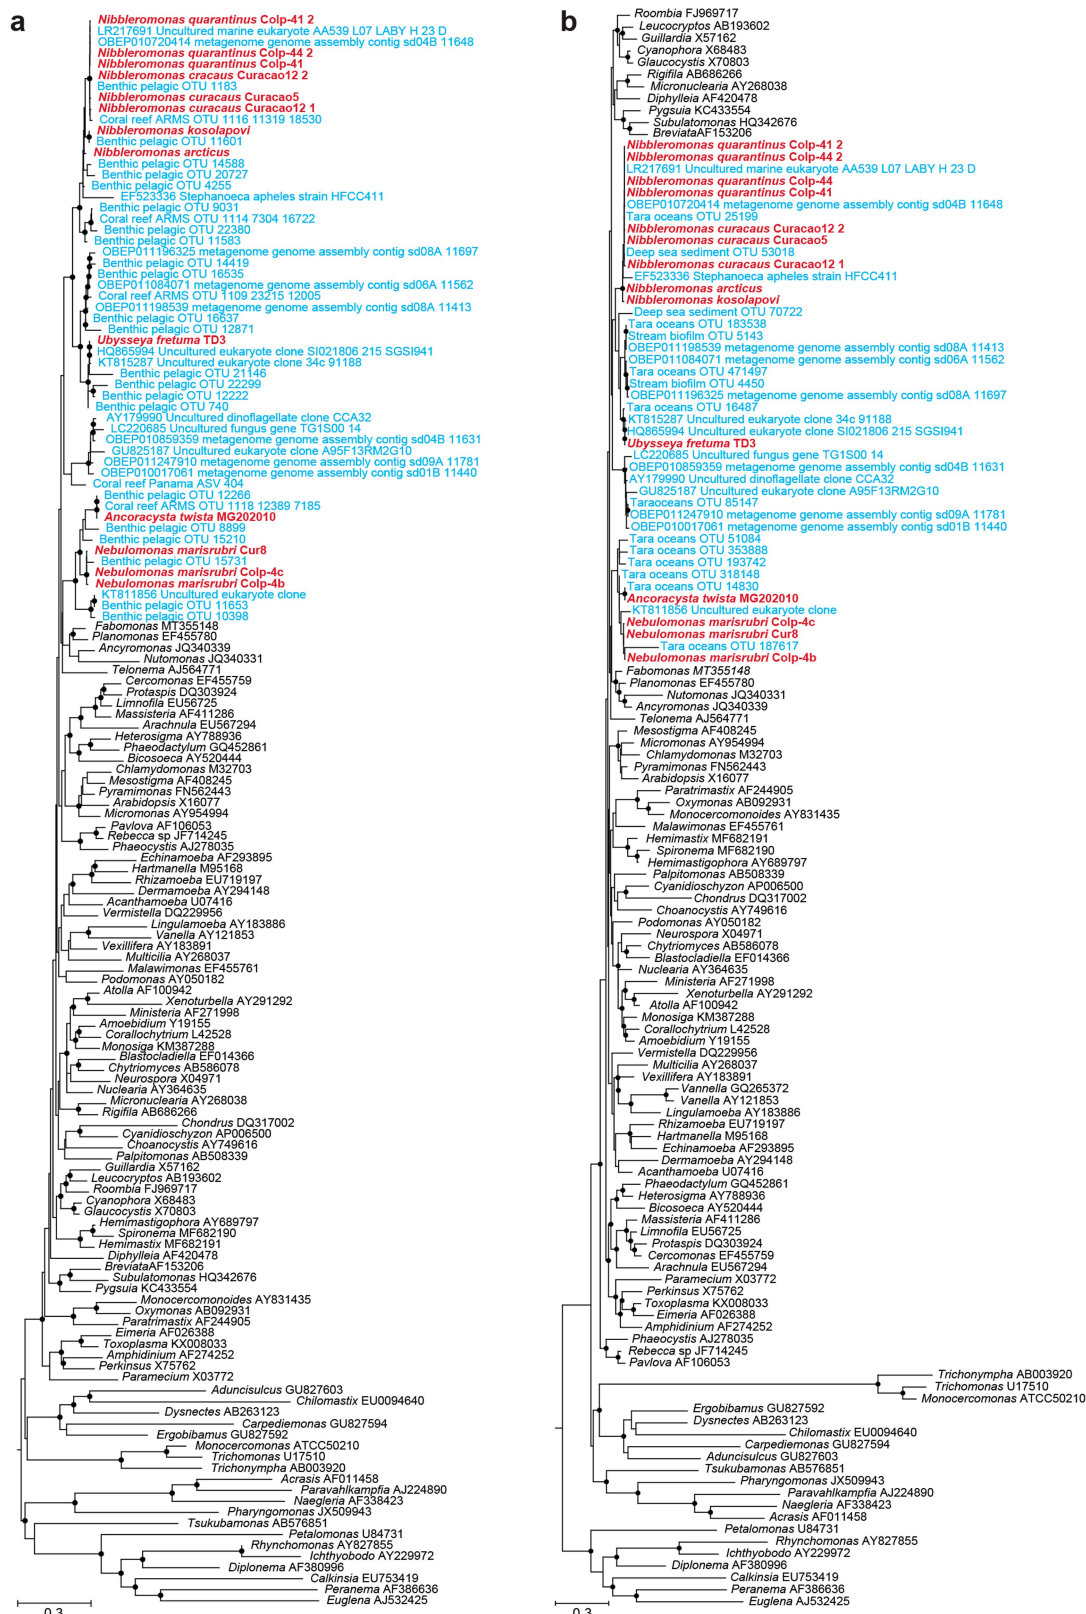 a
Nibbleromonas quarantinus Colp-41 2
LR217691 Uncultured marine eukaryote AA539 L07 LABY H 23 D
OBEP010720414 metagenome genome assembly contig sd04B 11648
Nibbleromonas quarantinus Colp-44 2
Nibbleromonas quarantinus Colp-41
Nibbleromonas cracaus Curacao12 2
Benthic pelagic OTU 1183
Nibbleromonas curacaus Curacao5
Nibbleromonas curacaus Curacao12 1
Coral reef ARMS OTU 1116 11319 18530
Nibbleromonas kosolapovi
Benthic pelagic OTU 11601
Nibbleromonas arcticus
Benthic pelagic OTU 14588
Benthic pelagic OTU 20727
Benthic pelagic OTU 4255
EF523336 Stephanoeca apheles strain HFCC411
Benthic pelagic OTU 9031
Coral reef ARMS OTU 1114 7304 16722
Benthic pelagic OTU 22380
Benthic pelagic OTU 11583
OBEP011196325 metagenome genome assembly contig sd08A 11697
Benthic pelagic OTU 14419
Benthic pelagic OTU 16535
OBEP011084071 metagenome genome assembly contig sd06A 11562
Coral reef ARMS OTU 1109 23215 12005
OBEP011198539 metagenome genome assembly contig sd08A 11413
Benthic pelagic OTU 16637
Benthic pelagic OTU 12871
Ubysseya fretuma TD3
HQ865994 Uncultured eukaryote clone SI021806 215 SGSI941
KT815287 Uncultured eukaryote clone 34c 91188
Benthic pelagic OTU 21146
Benthic pelagic OTU 22299
Benthic pelagic OTU 12222
Benthic pelagic OTU 740
AY179990 Uncultured dinoflagellate clone CCA32
LC220685 Uncultured fungus gene TG1S00 14
OBEP010859359 metagenome genome assembly contig sd04B 11631
GU825187 Uncultured eukaryote clone A95F13RM2G10
OBEP011247910 metagenome genome assembly contig sd09A 11781
OBEP010017061 metagenome genome assembly contig sd01B 11440
Coral reef Panama ASV 404
Benthic pelagic OTU 12266
Coral reef ARMS OTU 1118 12389 7185
Ancoracysta twista MG202010
Benthic pelagic OTU 8899
Benthic pelagic OTU 15210
Nebulomonas marisrubri Cur8
Benthic pelagic OTU 15731
Nebulomonas marisrubri Colp-4c
Nebulomonas marisrubri Colp-4b
KT811856 Uncultured eukaryote clone
Benthic pelagic OTU 11653
Benthic pelagic OTU 10398
Fabomonas MT355148
Planomonas EF455780
Ancyromonas JQ340339
Nutomonas JQ340331
Telonema AJ564771
Cercomonas EF455759
Protaspis DQ303924
Limnofila EU56725
Massisteria AF411286
Arachnula EU567294
Heterosigma AY788936
Phaeodactylum GQ452861
Bicosoeca AY520444
Chlamydomonas M32703
Mesostigma AF408245
Pyramimonas FN562443
Arabidopsis X16077
Micromonas AY954994
Pavlova AF106053
Rebecca sp JF714245
Phaeocystis AJ278035
Echinamoeba AF293895
Hartmanella M95168
Rhizamoeba EU719197
Dermamoeba AY294148
Acanthamoeba U07416
Vermistella DQ229956
Lingulamoeba AY183886
Vanella AY121853
Vexillifera AY183891
Multicilia AY268037
Malawimonas EF455761
Podomonas AY050182
Atolla AF100942
Xenoturbella AY291292
Ministeria AF271998
Amoebidium Y19155
Corallochytrium L42528
Monosiga KM387288
Blastocladiella EF014366
Chytriomyces AB586078
Neurospora X04971
Nuclearia AY364635
Micronuclearia AY268038
Rigifila AB686266
Chondrus DQ317002
Cyanidioschyzon AP006500
Choanocystis AY749616
Palpitomonas AB508339
Guillardia X57162
Leucocryptos AB193602
Roombia FJ969717
Cyanophora X68483
Glaucocystis X70803
Hemimastigophora AY689797
Spironema MF682190
Hemimastix MF682191
Diphylleia AF420478
BreviataAF153206
Subulatomonas HQ342676
Pygsuia KC433554
Monocercomonoides AY831435
Oxymonas AB092931
Paratrimastix AF244905
Eimeria AF026388
Toxoplasma KX008033
Amphidinium AF274252
Perkinsus X75762
Paramecium X03772
Aduncisulcus GU827603
Chilomastix EU0094640
Dysnectes AB263123
Carpediemonas GU827594
Ergobibamus GU827592
Monocercomonas ATCC50210
Trichomonas U17510
Trichonympha AB003920
Acrasis AF011458
Paravahlkampfia AJ224890
Naegleria AF338423
Pharyngomonas JX509943
Tsukubamonas AB576851
Petalomonas U84731
Rhynchomonas AY827855
Ichthyobodo AY229972
Diplonema AF380996
Calkinsia EU753419
Peranema AF386636
Euglena AJ532425
0.3
b
Roombia FJ969717
Leucocryptos AB193602
Guillardia X57162
Cyanophora X68483
Glaucocystis X70803
Rigifila AB686266
Micronuclearia AY268038
Diphylleia AF420478
Pygsuia KC433554
Subulatomonas HQ342676
BreviataAF153206
Nibbleromonas quarantinus Colp-41 2
Nibbleromonas quarantinus Colp-44 2
LR217691 Uncultured marine eukaryote AA539 L07 LABY H 23 D
Nibbleromonas quarantinus Colp-44
Nibbleromonas quarantinus Colp-41
OBEP010720414 metagenome genome assembly contig sd04B 11648
Tara oceans OTU 25199
Nibbleromonas curacaus Curacao12 2
Nibbleromonas curacaus Curacao5
Deep sea sediment OTU 53018
Nibbleromonas curacaus Curacao12 1
EF523336 Stephanoeca apheles strain HFCC411
Nibbleromonas arcticus
Nibbleromonas kosolapovi
Deep sea sediment OTU 70722
Tara oceans OTU 183538
Stream biofilm OTU 5143
OBEP011198539 metagenome genome assembly contig sd08A 11413
OBEP011084071 metagenome genome assembly contig sd06A 11562
Tara oceans OTU 471497
Stream biofilm OTU 4450
OBEP011196325 metagenome genome assembly contig sd08A 11697
Tara oceans OTU 16487
KT815287 Uncultured eukaryote clone 34c 91188
HQ865994 Uncultured eukaryote clone SI021806 215 SGSI941
Ubysseya fretuma TD3
LC220685 Uncultured fungus gene TG1S00 14
OBEP010859359 metagenome genome assembly contig sd04B 11631
AY179990 Uncultured dinoflagellate clone CCA32
GU825187 Uncultured eukaryote clone A95F13RM2G10
Taraoceans OTU 85147
OBEP011247910 metagenome genome assembly contig sd09A 11781
OBEP010017061 metagenome genome assembly contig sd01B 11440
Tara oceans OTU 51084
Tara oceans OTU 353888
Tara oceans OTU 193742
Tara oceans OTU 318148
Tara oceans OTU 14830
Ancoracysta twista MG202010
KT811856 Uncultured eukaryote clone
Nebulomonas marisrubri Colp-4c
Nebulomonas marisrubri Cur8
Tara oceans OTU 187617
Nebulomonas marisrubri Colp-4b
Fabomonas MT355148
Planomonas EF455780
Nutomonas JQ340331
Ancyromonas JQ340339
Telonema AJ564771
Mesostigma AF408245
Micromonas AY954994
Chlamydomonas M32703
Pyramimonas FN562443
Arabidopsis X16077
Paratrimastix AF244905
Oxymonas AB092931
Monocercomonoides AY831435
Malawimonas EF455761
Hemimastix MF682191
Spironema MF682190
Hemimastigophora AY689797
Palpitomonas AB508339
Cyanidioschyzon AP006500
Chondrus DQ317002
Choanocystis AY749616
Podomonas AY050182
Neurospora X04971
Chytriomyces AB586078
Blastocladiella EF014366
Nuclearia AY364635
Ministeria AF271998
Xenoturbella AY291292
Atolla AF100942
Monosiga KM387288
Corallochytrium L42528
Amoebidium Y19155
Vermistella DQ229956
Multicilia AY268037
Vexillifera AY183891
Vannella GQ265372
Vanella AY121853
Lingulamoeba AY183886
Rhizamoeba EU719197
Hartmanella M95168
Echinamoeba AF293895
Dermamoeba AY294148
Acanthamoeba U07416
Phaeodactylum GQ452861
Heterosigma AY788936
Bicosoeca AY520444
Massisteria AF411286
Limnofila EU56725
Protaspis DQ303924
Cercomonas EF455759
Arachnula EU567294
Paramecium X03772
Perkinsus X75762
Toxoplasma KX008033
Eimeria AF026388
Amphidinium AF274252
Phaeocystis AJ278035
Rebecca sp JF714245
Pavlova AF106053
Trichonympha AB003920
Trichomonas U17510
Monocercomonas ATCC50210
Ergobibamus GU827592
Dysnectes AB263123
Chilomastix EU0094640
Carpediemonas GU827594
Aduncisulcus GU827603
Tsukubamonas AB576851
Pharyngomonas JX509943
Paravahlkampfia AJ224890
Naegleria AF338423
Acrasis AF011458
Petalomonas U84731
Rhynchomonas AY827855
Ichthyobodo AY229972
Diplonema AF380996
Calkinsia EU753419
Peranema AF386636
Euglena AJ532425
0.3